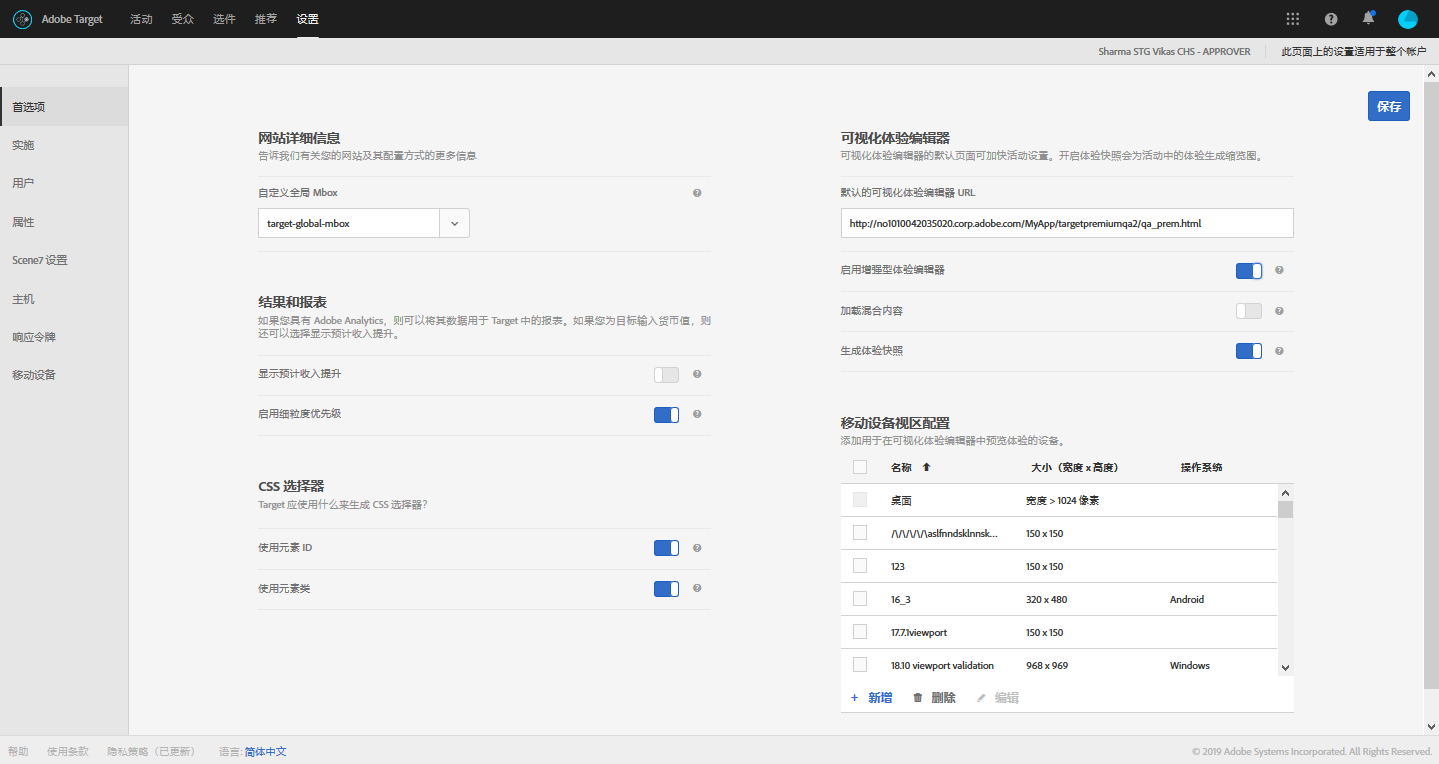 Adobe Target 活动 受众 选件 推荐 设置
Sharma STG Vikas CHS - APPROVER 此页面上的设置适用于整个帐户
首选项
实施
用户
属性
Scene7 设置
主机
响应令牌
移动设备
保存
网站详细信息
告诉我们有关您的网站及其配置方式的更多信息
自定义全局 Mbox
target-global-mbox
结果和报表
如果您具有 Adobe Analytics，则可以将其数据用于 Target 中的报表。如果您为目标输入货币值，则
还可以选择显示预计收入提升。
显示预计收入提升
启用细粒度优先级
CSS 选择器
Target 应使用什么来生成 CSS 选择器？
使用元素 ID
使用元素类
可视化体验编辑器
可视化体验编辑器的默认页面可加快活动设置。开启体验快照会为活动中的体验生成缩览图。
默认的可视化体验编辑器 URL
http://no1010042035020.corp.adobe.com/MyApp/targetpremiumqa2/qa_prem.html
启用增强型体验编辑器
加载混合内容
生成体验快照
移动设备视区配置
添加用于在可视化体验编辑器中预览体验的设备。
名称 大小（宽度 x 高度） 操作系统
桌面 宽度 > 1024 像素
/\/\/\/\/\aslfnndsklnnsk... 150 x 150
123 150 x 150
16_3 320 x 480 Android
17.7.1viewport 150 x 150
18.10 viewport validation 968 x 969 Windows
+ 新增 删除 编辑
帮助 使用条款 隐私策略（已更新） 语言: 简体中文
© 2019 Adobe Systems Incorporated. All Rights Reserved.